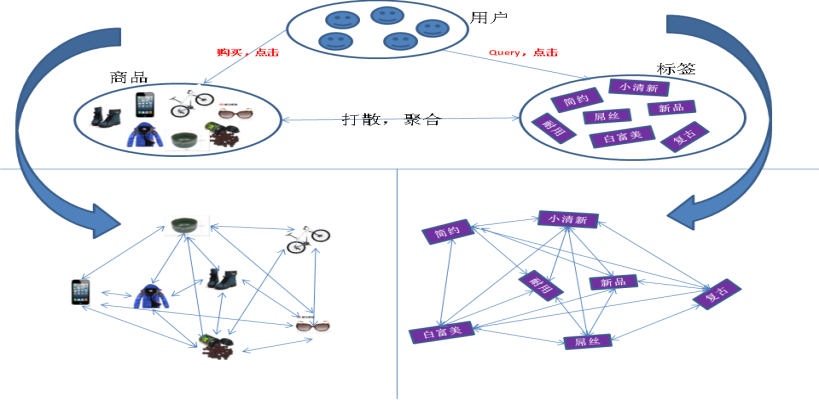 用户
购买，点击
Query，点击
商品
标签
小清新
简约
新品
屌丝
耐用
白富美
复古
打散，聚合
小清新
简约
耐用
新品
复古
白富美
屌丝